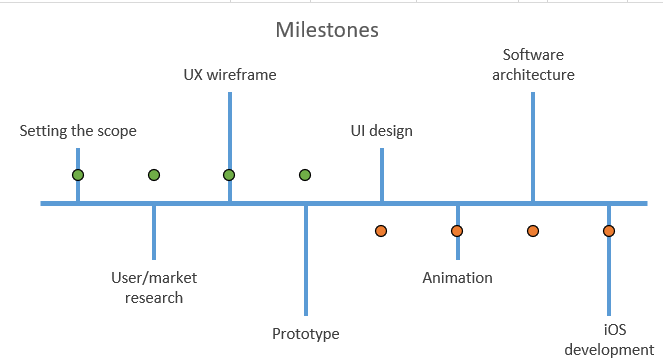 Milestones
Software
architecture
UX wireframe
Setting the scope
UI design
User/market
research
Animation
Prototype
iOS
development